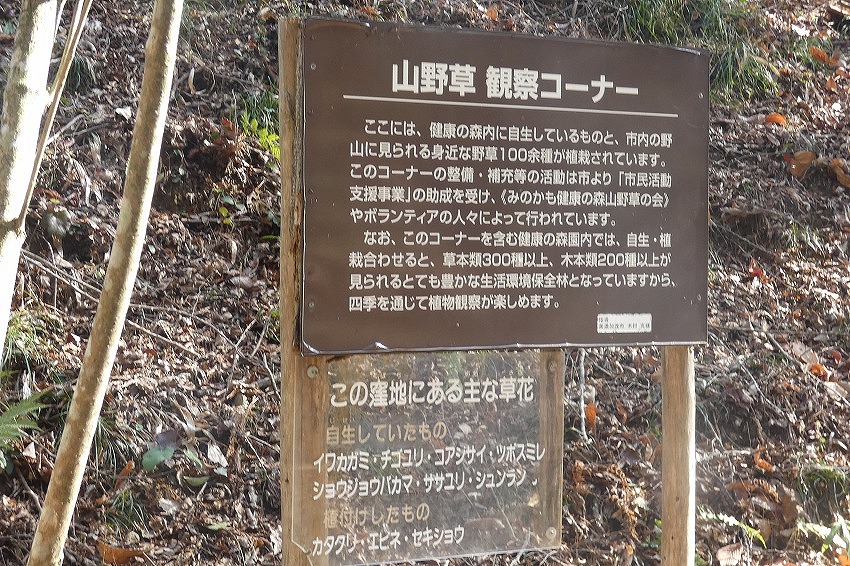 山野草 観察コーナー
ここには、健康の森内に自生しているものと、市内の野
山に見られる身近な野草100余種が植栽されています。
このコーナーの整備・補充等の活動は市より「市民活動
支援事業」の助成を受け、《みのかも健康の森山野草の会》
やボランティアの人々によって行われています。
なお、このコーナーを含む健康の森園内では、自生・植
栽合わせると、草本類300種以上、木本類200種以上が
見られるとても豊かな生活環境保全林となっていますから、
四季を通じて植物観察が楽しめます。
この窪地にある主な草花
自生していたもの
イワカガミ・チゴユリ・コアジサイ・ツボスミレ
ショウジョウバカマ・ササユリ・シュンラン
植付けしたもの
カタクリ・エビネ・セキショウ